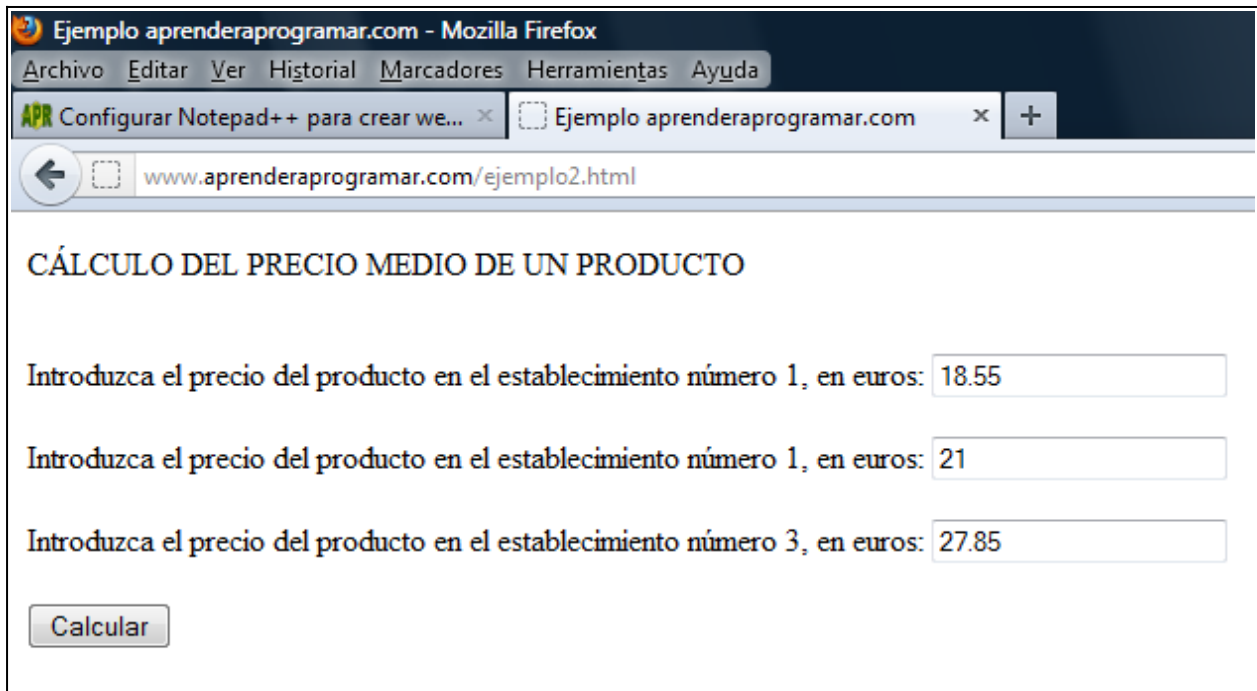 Ejemplo aprenderaprogramar.com - Mozilla Firefox
Archivo Editar Ver Historial Marcadores Herramientas Ayuda
APR Configurar Notepad++ para crear we... × Ejemplo aprenderaprogramar.com × +
www.aprenderaprogramar.com/ejemplo2.html
CÁLCULO DEL PRECIO MEDIO DE UN PRODUCTO
Introduzca el precio del producto en el establecimiento número 1, en euros: 18.55
Introduzca el precio del producto en el establecimiento número 1, en euros: 21
Introduzca el precio del producto en el establecimiento número 3, en euros: 27.85
Calcular